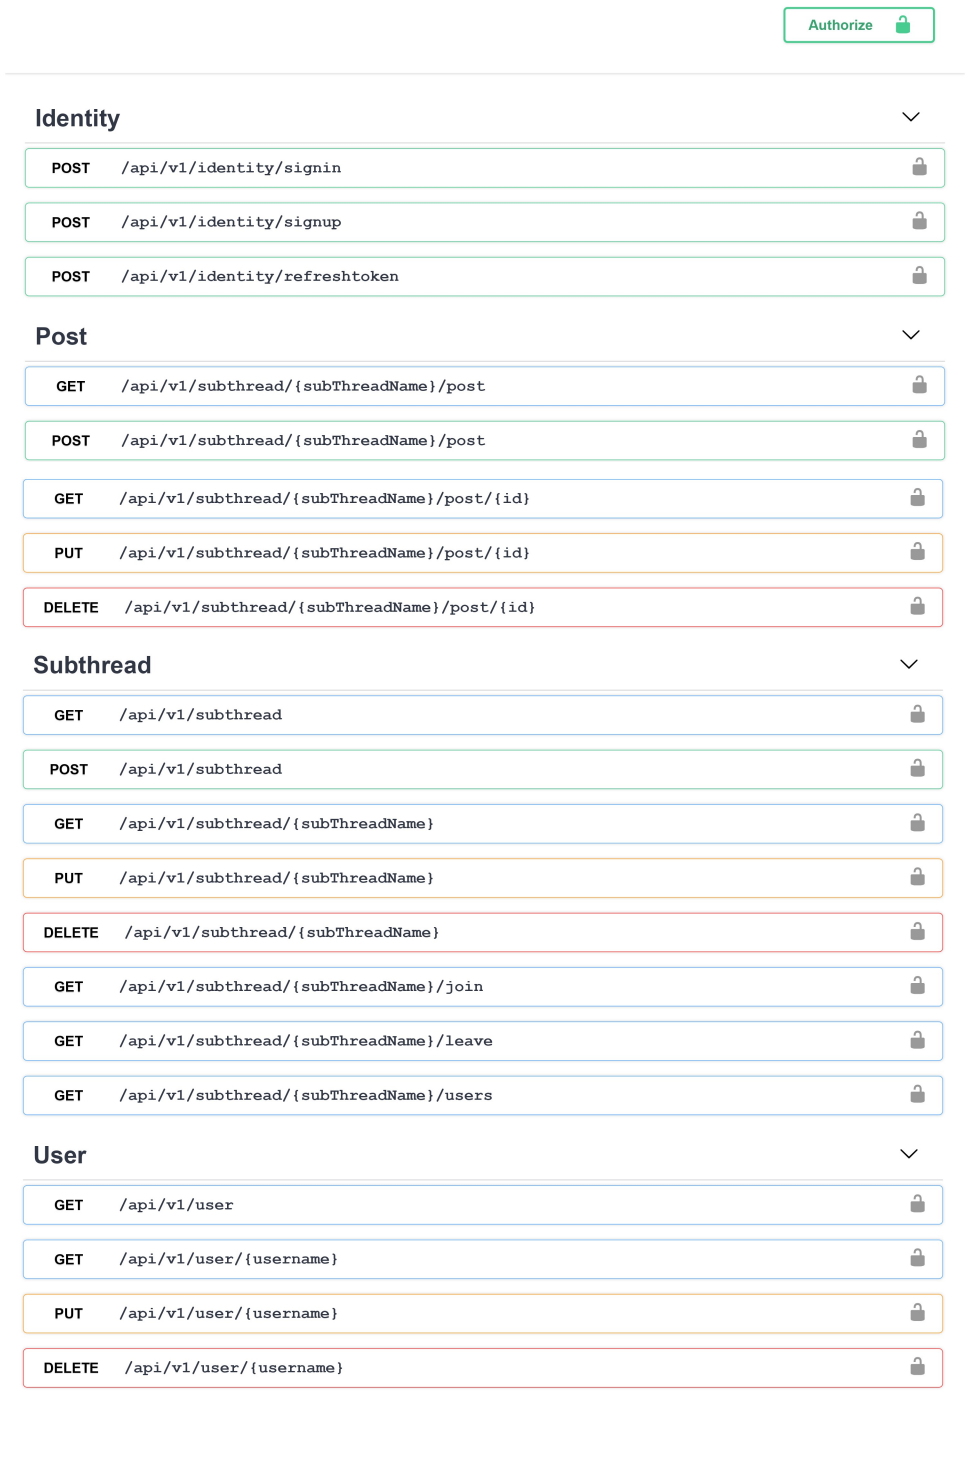 Authorize
Identity
POST /api/v1/identity/signin
POST /api/v1/identity/signup
POST /api/v1/identity/refreshtoken
Post
GET /api/v1/subthread/{subThreadName}/post
POST /api/v1/subthread/{subThreadName}/post
GET /api/v1/subthread/{subThreadName}/post/{id}
PUT /api/v1/subthread/{subThreadName}/post/{id}
DELETE /api/v1/subthread/{subThreadName}/post/{id}
Subthread
GET /api/v1/subthread
POST /api/v1/subthread
GET /api/v1/subthread/{subThreadName}
PUT /api/v1/subthread/{subThreadName}
DELETE /api/v1/subthread/{subThreadName}
GET /api/v1/subthread/{subThreadName}/join
GET /api/v1/subthread/{subThreadName}/leave
GET /api/v1/subthread/{subThreadName}/users
User
GET /api/v1/user
GET /api/v1/user/{username}
PUT /api/v1/user/{username}
DELETE /api/v1/user/{username}